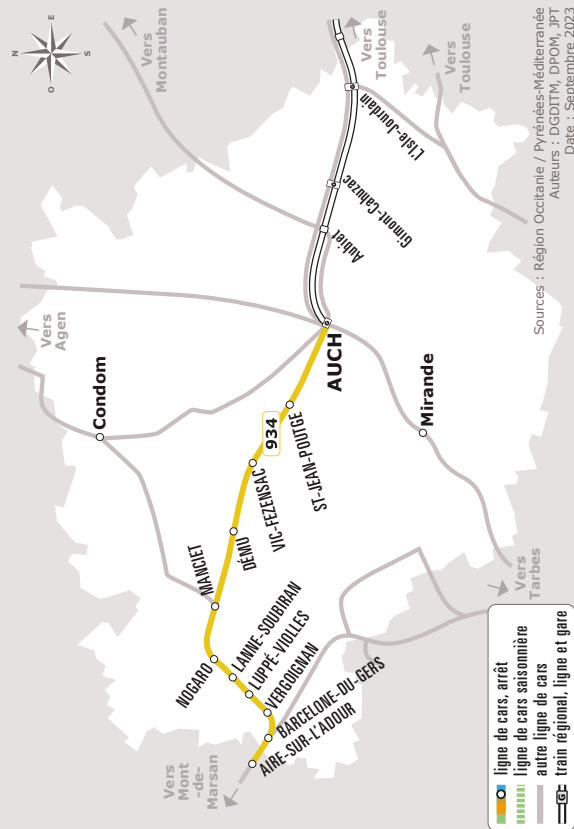 N
E
S
O
Vers
Montauban
Vers
Toulouse
Vers
Toulouse
Vers
Agen
Condom
L'Isle-Jourdain
Gimont-Cahuzac
Aubiet
AUCH
934
ST-JEAN-POUTGE
VIC-FEZENSAC
DÉMU
MANCIET
NOGARO
LANNE-SOUBIRAN
LUPPÉ-VIOLLES
VERGOIGNAN
BARCELONE-DU-GERS
AIRE-SUR-L'ADOUR
Mirande
Vers
Tarbes
Vers
Mont
-de-
Marsan
ligne de cars, arrêt
ligne de cars saisonnière
autre ligne de cars
G train régional, ligne et gare
Sources : Région Occitanie / Pyrénées-Méditerranée
Auteurs : DGDITM, DPOM, JPT
Date : Septembre 2023